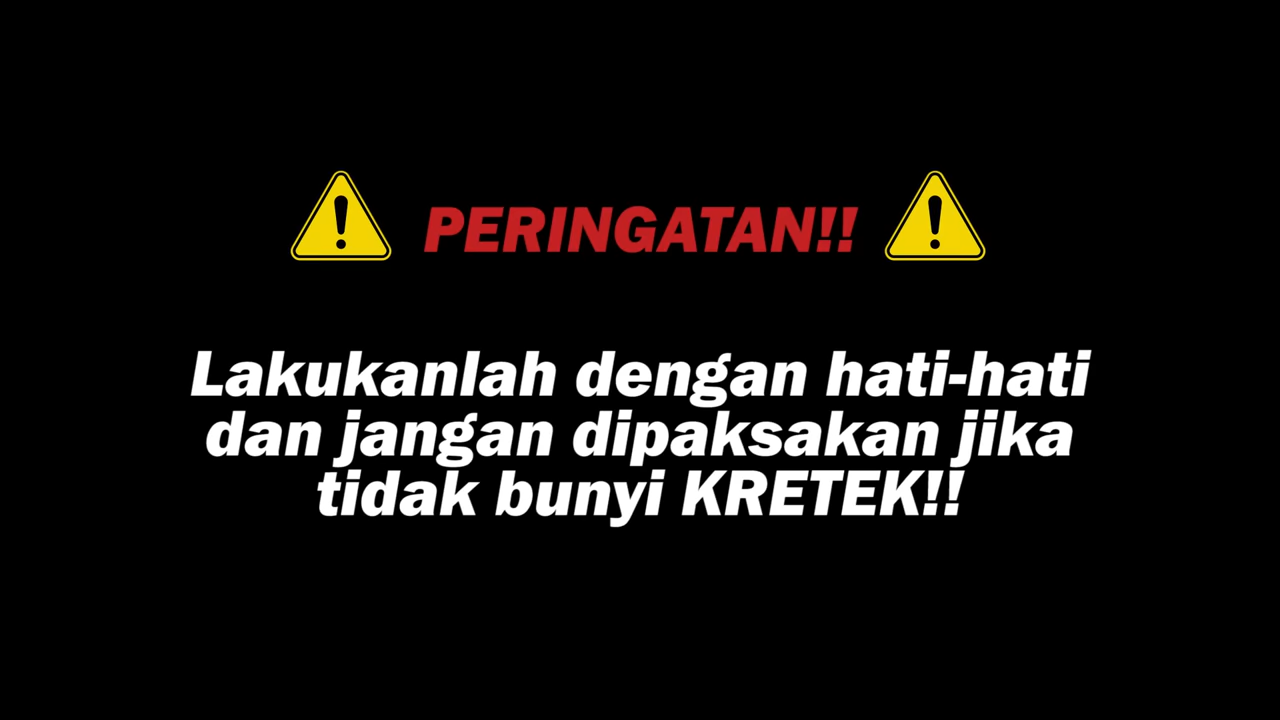 PERINGATAN!!
Lakukanlah dengan hati-hati
dan jangan dipaksakan jika
tidak bunyi KRETEK!!